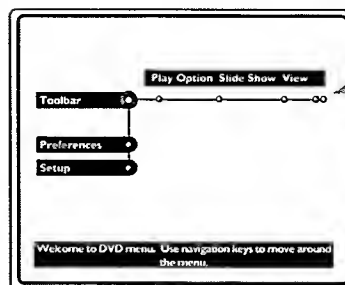 Play Option Slide Show View
Toolbar
Preferences
Setup
Welcome to DVD menu. Use navigation keys to move around
the menu.